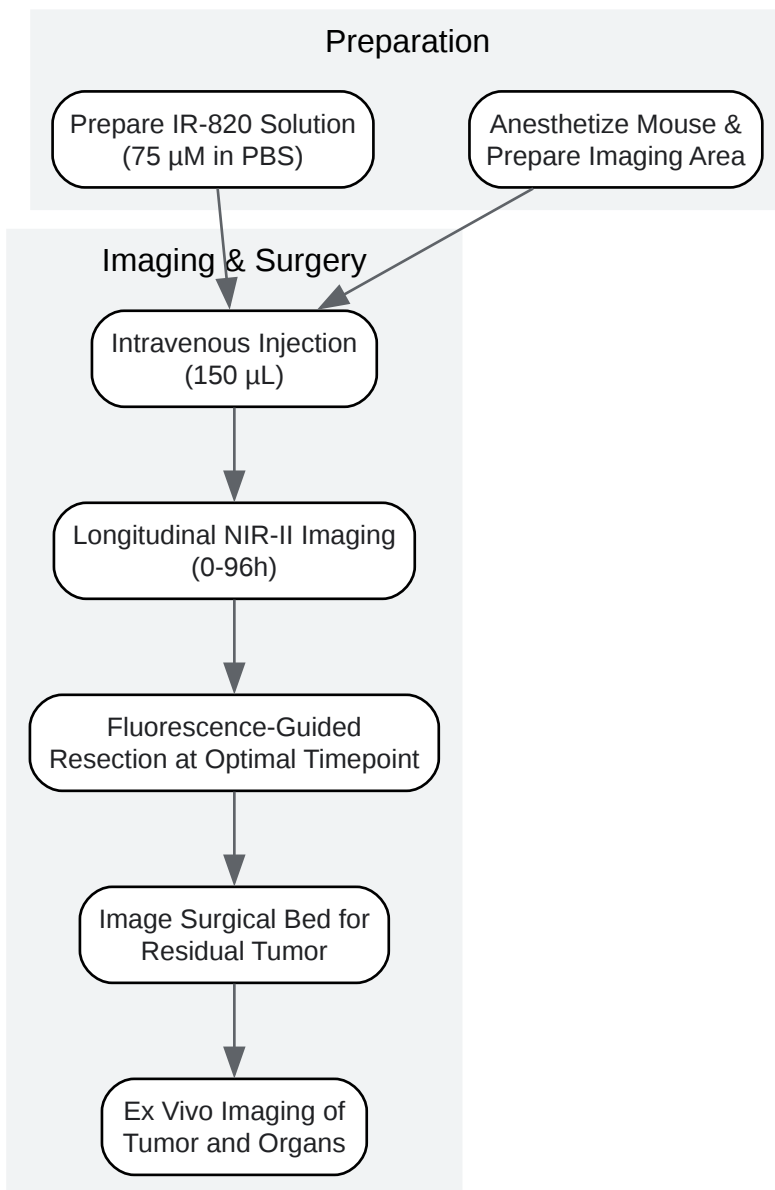 Preparation
Prepare IR-820 Solution
(75 µM in PBS)
Anesthetize Mouse &
Prepare Imaging Area
Imaging & Surgery
Intravenous Injection
(150 µL)
Longitudinal NIR-II Imaging
(0-96h)
Fluorescence-Guided
Resection at Optimal Timepoint
Image Surgical Bed for
Residual Tumor
Ex Vivo Imaging of
Tumor and Organs